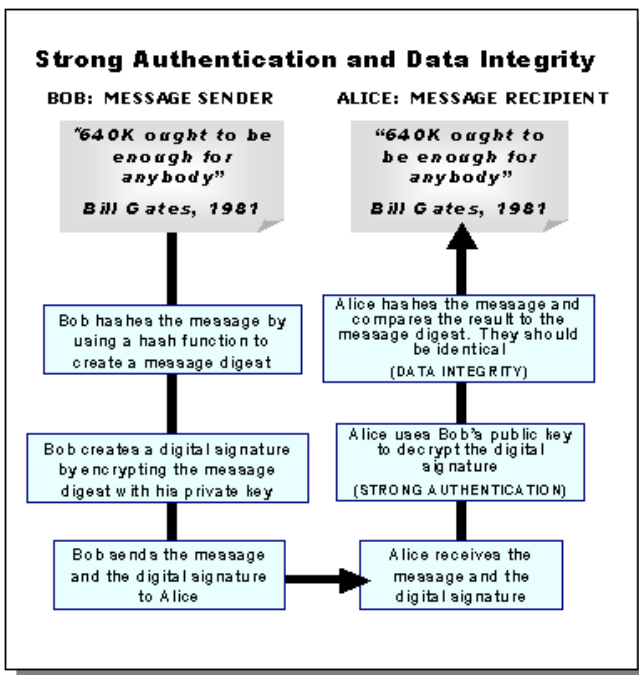 Strong Authentication and Data Integrity
BOB: MESSAGE SENDER
"640K ought to be
enough for
anybody”
Bill Gates, 1981
Bob hashes the message by
using a hash function to
create a message digest
Bob creates a digital signature
by encrypting the message
digest with his private key
Bob sends the message
and the digital signature
to Alice
ALICE: MESSAGE RECIPIENT
“640K ought to
be enough for
anybody”
Bill Gates, 1981
Alice hashes the message and
compares the result to the
message digest. They should
be identical
(DATA INTEGRITY)
Alice uses Bob's public key
to decrypt the digital
signature
(STRONG AUTHENTICATION)
Alice receives the
message and the
digital signature